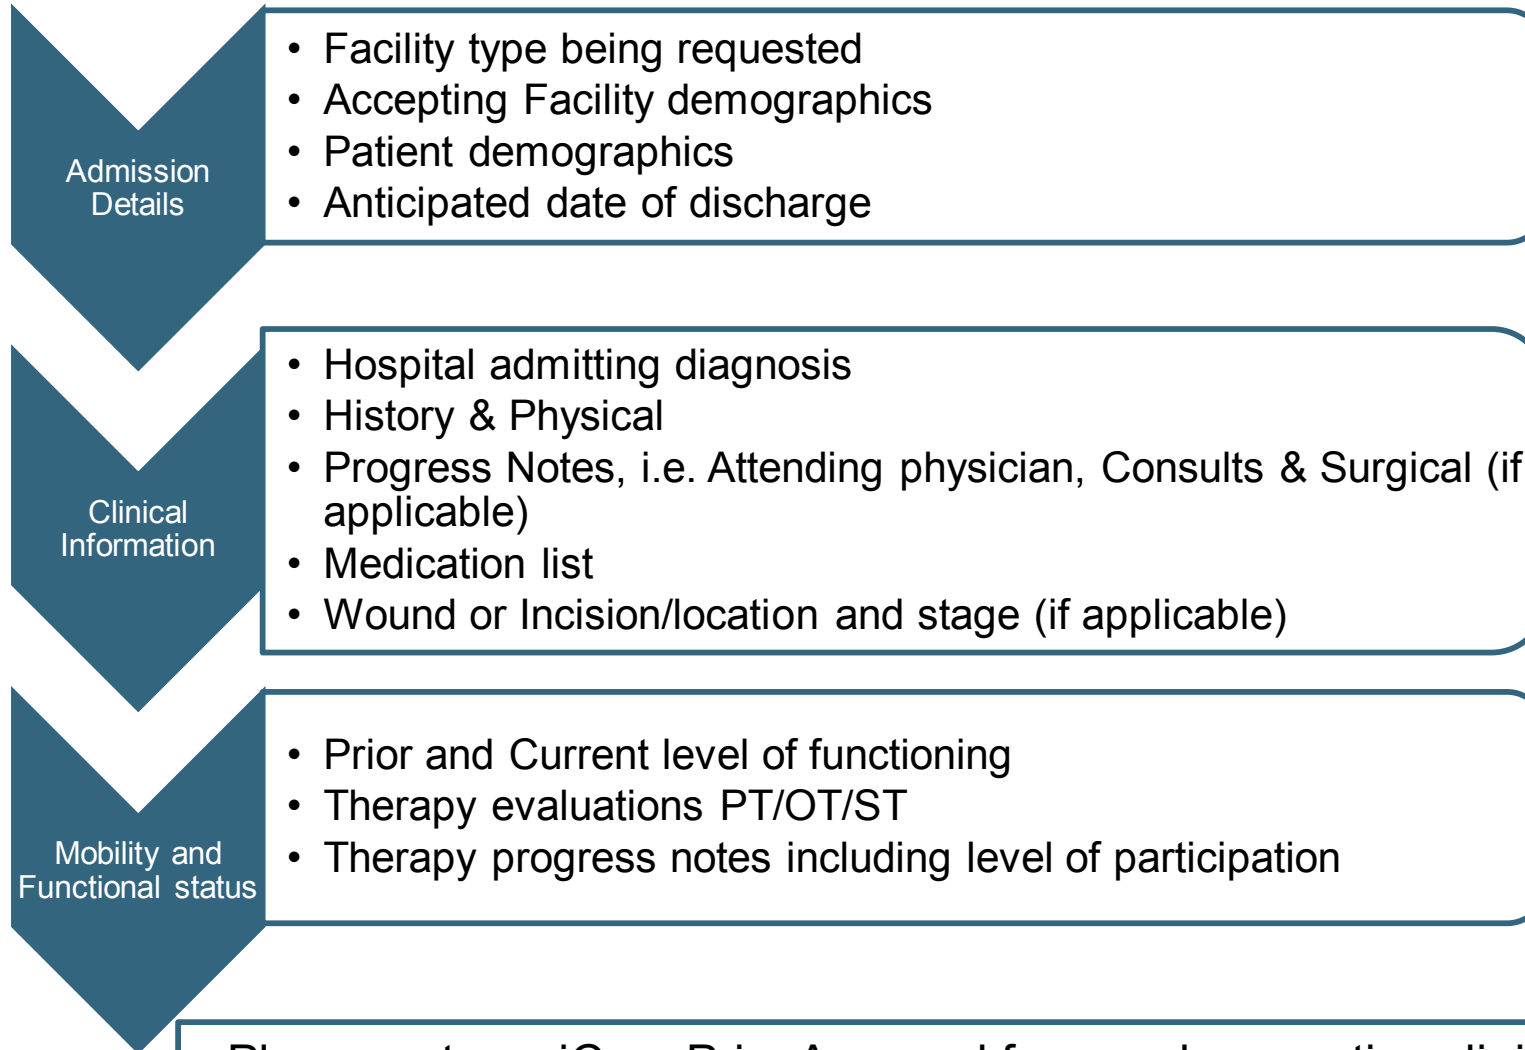 Admission
Details
• Facility type being requested
• Accepting Facility demographics
• Patient demographics
• Anticipated date of discharge
Clinical
Information
• Hospital admitting diagnosis
• History & Physical
• Progress Notes, i.e. Attending physician, Consults & Surgical (if
applicable)
• Medication list
• Wound or Incision/location and stage (if applicable)
Mobility and
Functional status
• Prior and Current level of functioning
• Therapy evaluations PT/OT/ST
• Therapy progress notes including level of participation